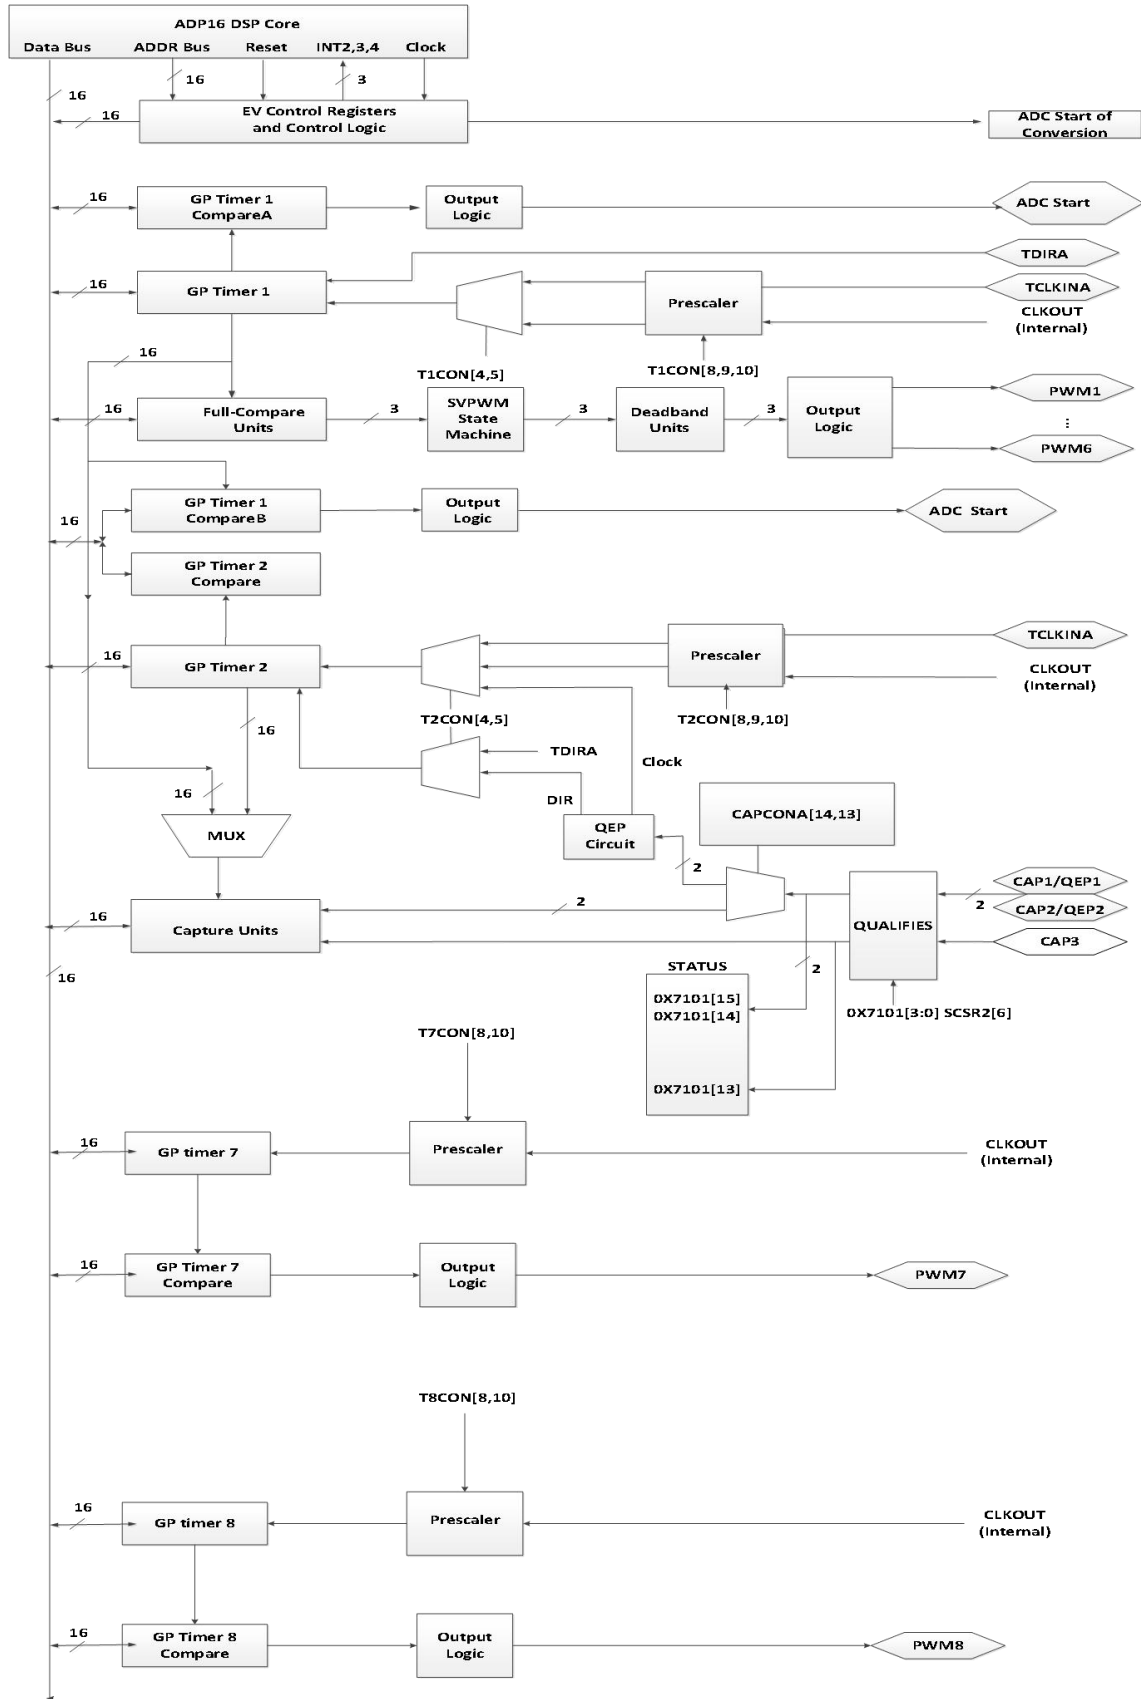 ADP16 DSP Core
Data Bus
ADDR Bus
Reset
INT2,3,4
Clock
16
3
16
16
EV Control Registers
and Control Logic
ADC Start of
Conversion
16
GP Timer 1
CompareA
Output
Logic
ADC Start
TDIRA
16
GP Timer 1
Prescaler
TCLKINA
CLKOUT
(Internal)
16
T1CON[4,5]
T1CON[8,9,10]
16
Full-Compare
Units
3
SVPWM
State
Machine
3
Deadband
Units
3
Output
Logic
PWM1
...
PWM6
GP Timer 1
CompareB
Output
Logic
ADC Start
16
GP Timer 2
Compare
16
GP Timer 2
Prescaler
TCLKINA
CLKOUT
(Internal)
16
T2CON[4,5]
T2CON[8,9,10]
TDIRA
Clock
16
DIR
MUX
QEP
Circuit
CAPCONA[14,13]
2
16
Capture Units
2
QUALIFIES
CAP1/QEP1
2
CAP2/QEP2
CAP3
16
2
STATUS
0X7101[15]
0X7101[14]
0X7101[13]
0X7101[3:0] SCSR2[6]
T7CON[8,10]
16
GP timer 7
Prescaler
CLKOUT
(Internal)
16
GP Timer 7
Compare
Output
Logic
PWM7
T8CON[8,10]
16
GP timer 8
Prescaler
CLKOUT
(Internal)
16
GP Timer 8
Compare
Output
Logic
PWM8